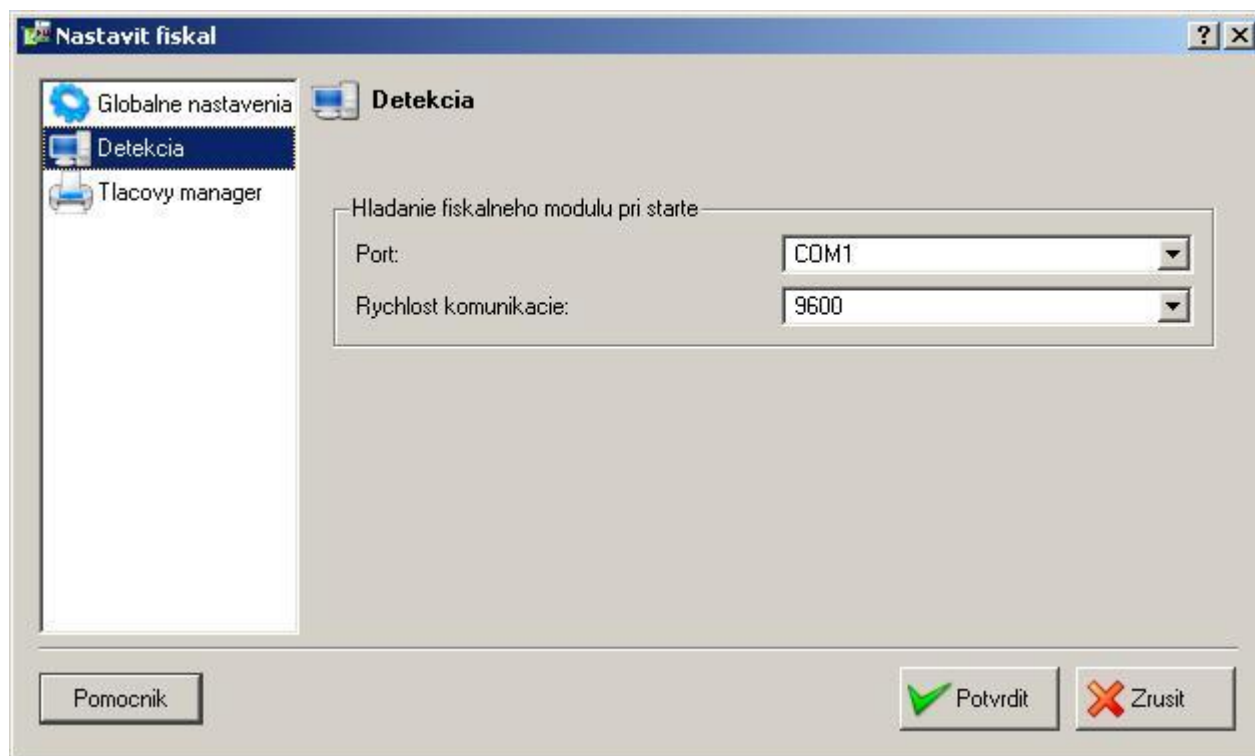 Nastavit fiskal
Globalne nastavenia
Detekcia
Tlacovy manager
Detekcia
Hladanie fiskalneho modulu pri starte
Port:
COM1
Rychlost komunikacie:
9600
Pomocnik
Potvrdit
Zrusit